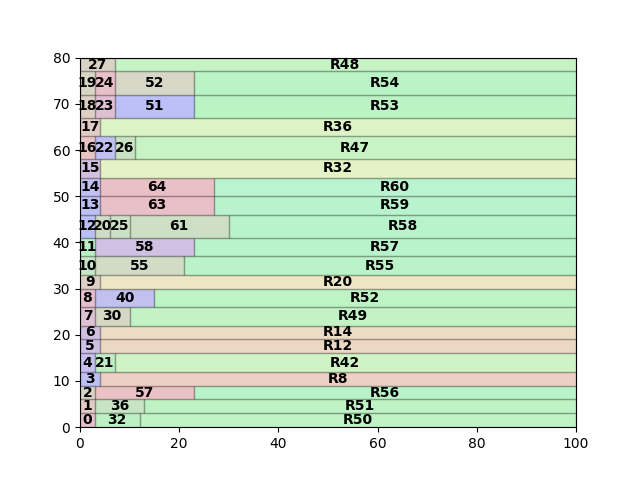 80
27 R48
19 24 52 R54
70
18 23 51 R53
17 R36
60
16 22 26 R47
15 R32
14 64 R60
50
13 63 R59
12 20 25 61 R58
40
11 58 R57
10 55 R55
9 R20
30
8 40 R52
7 30 R49
6 R14
20
5 R12
4 21 R42
10
3 R8
2 57 R56
1 36 R51
0 32 R50
0
0 20 40 60 80 100